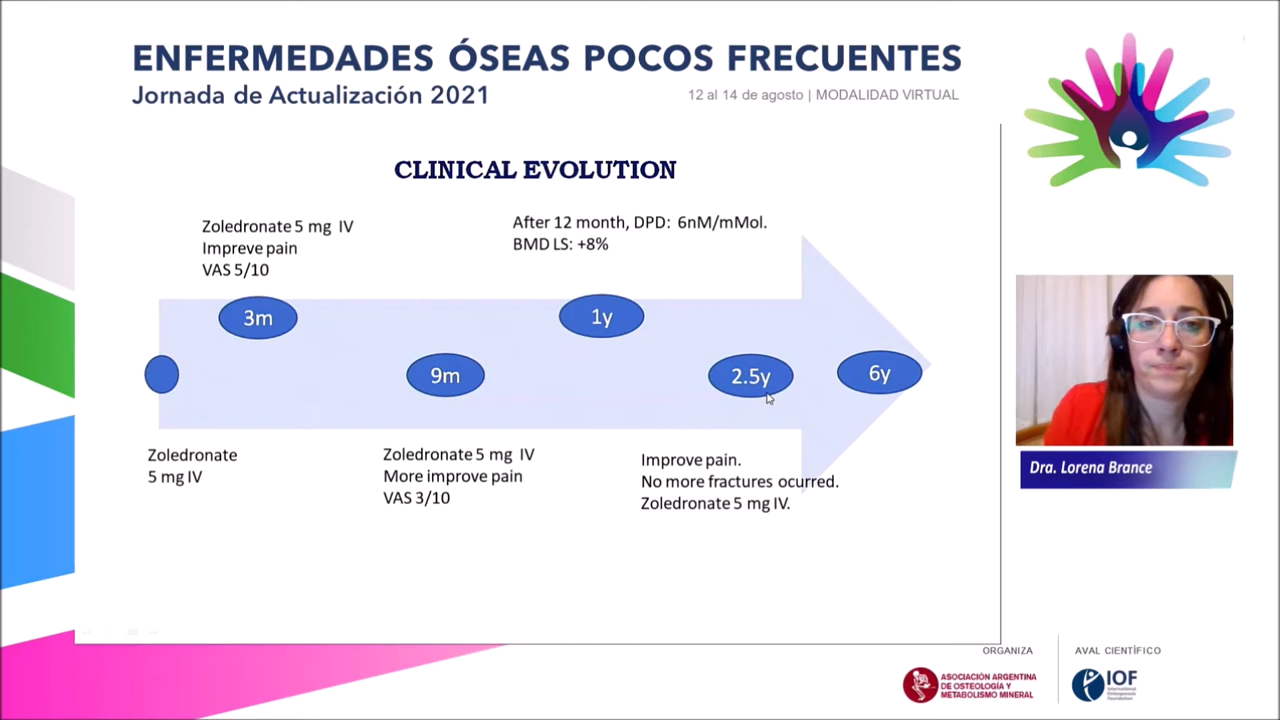 ENFERMEDADES ÓSEAS POCOS FRECUENTES
Jornada de Actualización 2021
12 al 14 de agosto | MODALIDAD VIRTUAL
CLINICAL EVOLUTION
Zoledronate 5 mg IV
Impreve pain
VAS 5/10
After 12 month, DPD: 6nM/mMol.
BMD LS: +8%
3m
1y
9m
2.5y
6y
Zoledronate
5 mg IV
Zoledronate 5 mg IV
More improve pain
VAS 3/10
Improve pain.
No more fractures ocurred.
Zoledronate 5 mg IV.
Dra. Lorena Brance
ORGANIZA
AVAL CIENTÍFICO
ASOCIACIÓN ARGENTINA
DE OSTEOLOGÍA Y
METABOLISMO MINERAL
IOF
International
Osteoporosis
Foundation